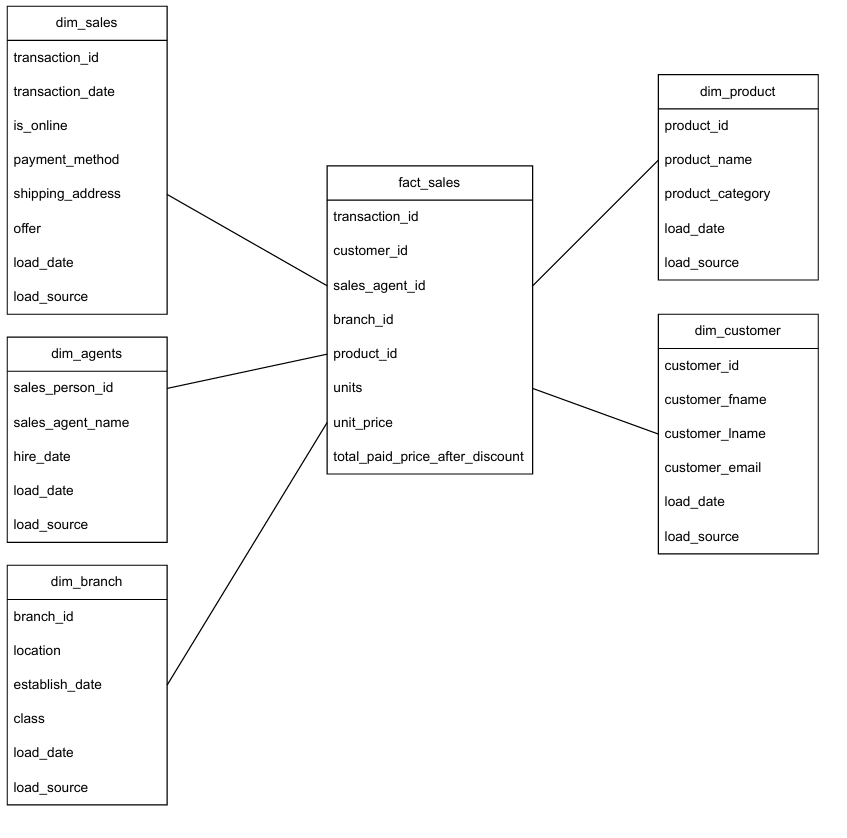 dim_sales
transaction_id
transaction_date
is_online
payment_method
shipping_address
offer
load_date
load_source
dim_agents
sales_person_id
sales_agent_name
hire_date
load_date
load_source
dim_branch
branch_id
location
establish_date
class
load_date
load_source
fact_sales
transaction_id
customer_id
sales_agent_id
branch_id
product_id
units
unit_price
total_paid_price_after_discount
dim_product
product_id
product_name
product_category
load_date
load_source
dim_customer
customer_id
customer_fname
customer_lname
customer_email
load_date
load_source